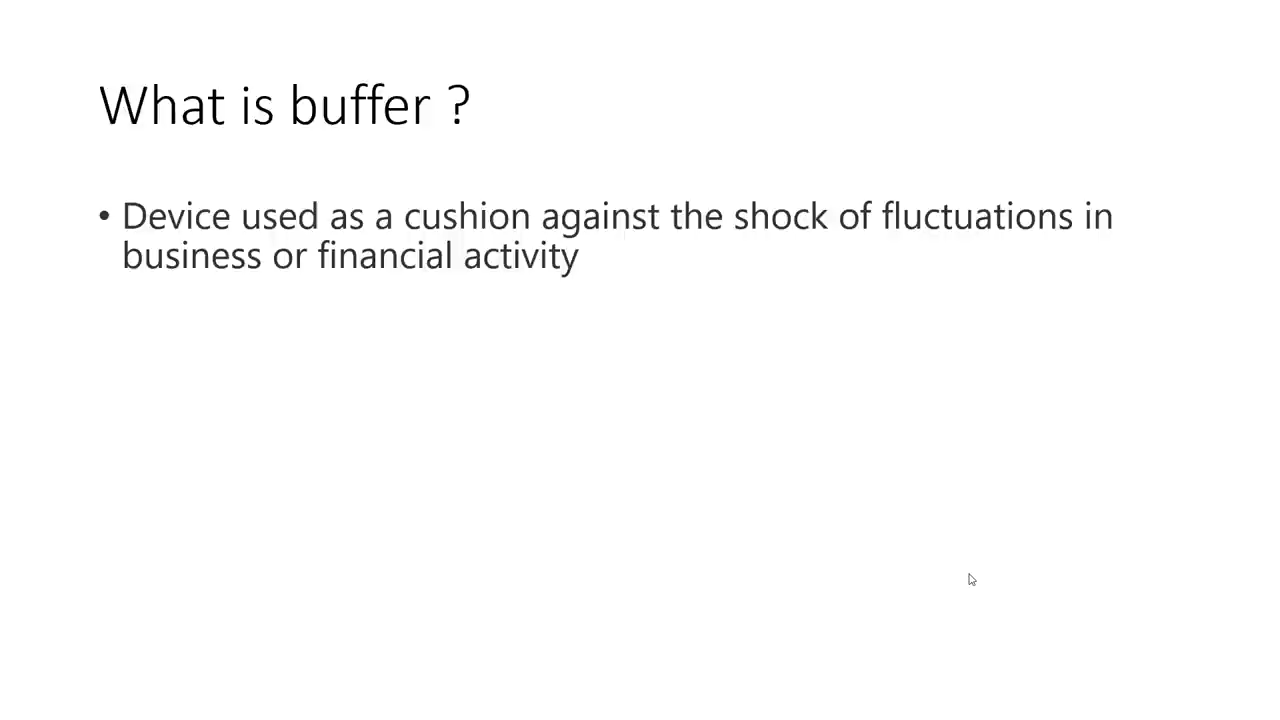 What is buffer ?
• Device used as a cushion against the shock of fluctuations in
business or financial activity